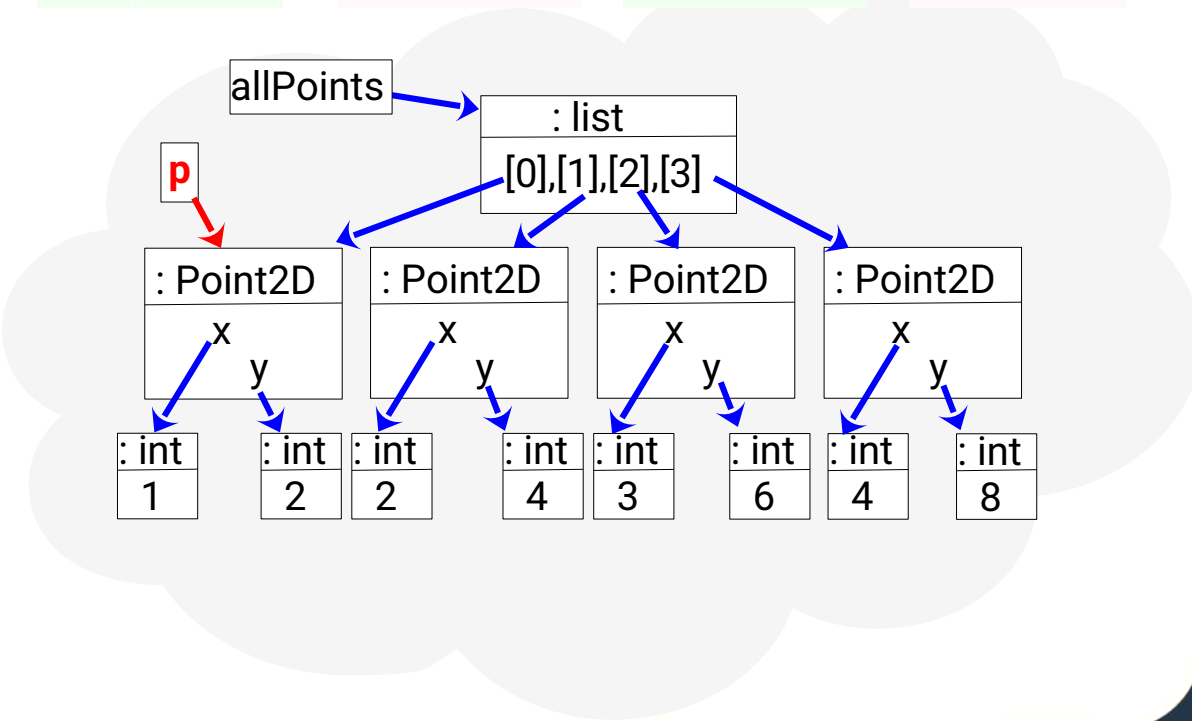 allPoints
: list
[0],[1],[2],[3]
p
: Point2D : Point2D : Point2D : Point2D
x x x x
y y y y
: int : int : int : int : int : int : int : int
1 2 2 4 3 6 4 8